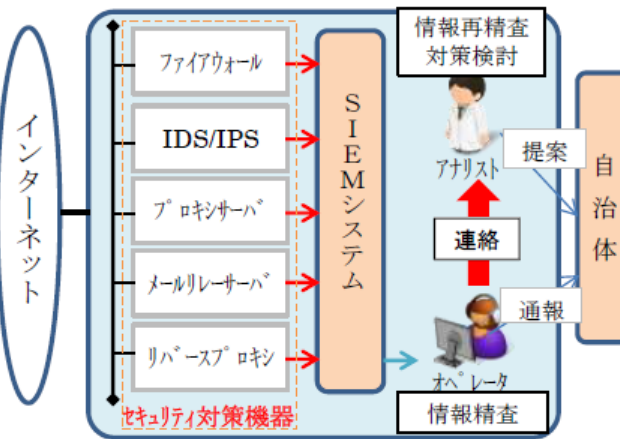 インターネット
ファイアウォール
IDS/IPS
プロキシサーバ
メールリレーサーバ
リバースプロキシ
セキュリティ対策機器
SIEMシステム
情報再精査
対策検討
アナリスト
連絡
オペレータ
情報精査
提案
通報
自治体